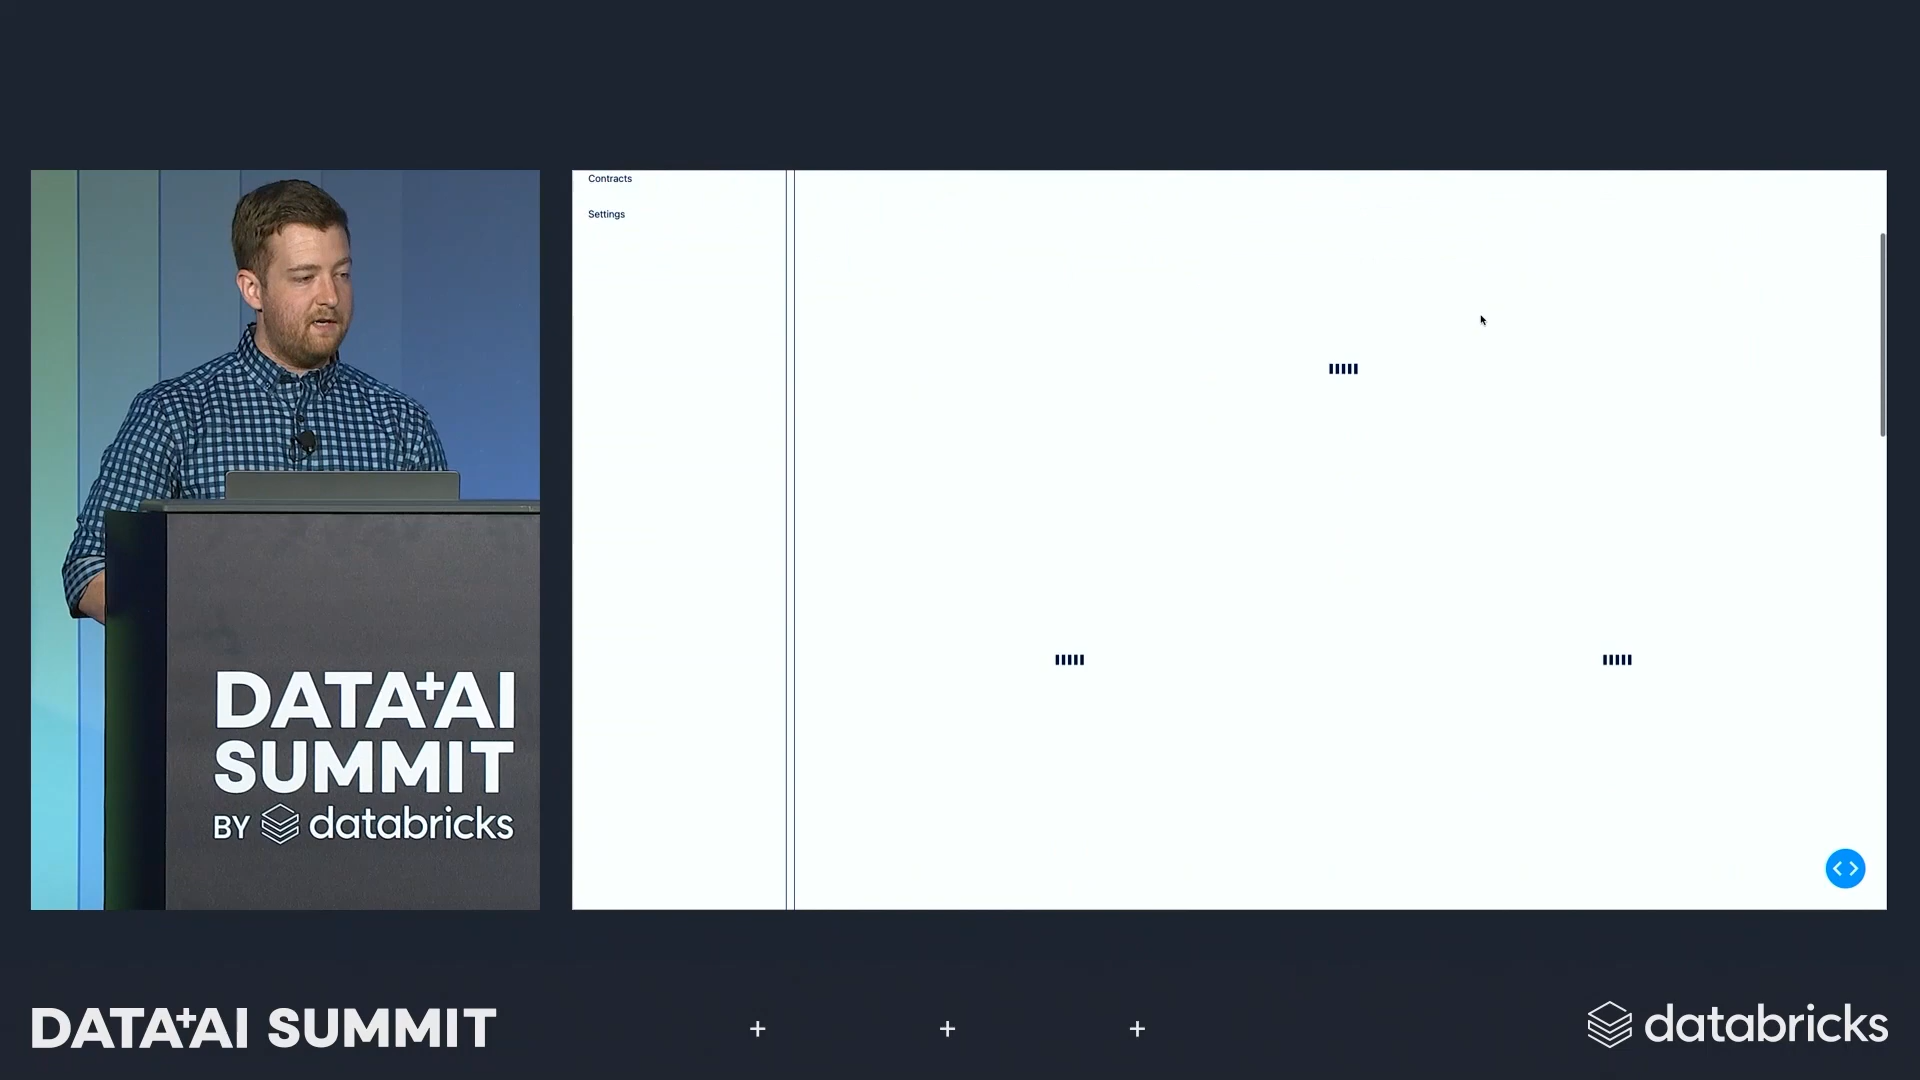 Contracts
Settings
DATA+AI
SUMMIT
BY databricks
DATA+AI SUMMIT
databricks